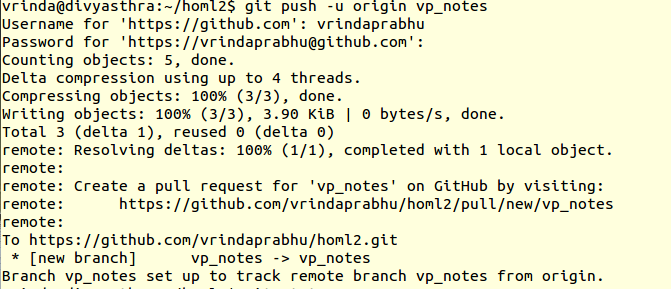 vrinda@divyasthra:~/homl2$ git push -u origin vp_notes
Username for 'https://github.com': vrindaprabhu
Password for 'https://vrindaprabhu@github.com':
Counting objects: 5, done.
Delta compression using up to 4 threads.
Compressing objects: 100% (3/3), done.
Writing objects: 100% (3/3), 3.90 KiB | 0 bytes/s, done.
Total 3 (delta 1), reused 0 (delta 0)
remote: Resolving deltas: 100% (1/1), completed with 1 local object.
remote:
remote: Create a pull request for 'vp_notes' on GitHub by visiting:
remote:      https://github.com/vrindaprabhu/homl2/pull/new/vp_notes
remote:
To https://github.com/vrindaprabhu/homl2.git
 * [new branch]      vp_notes -> vp_notes
Branch vp_notes set up to track remote branch vp_notes from origin.